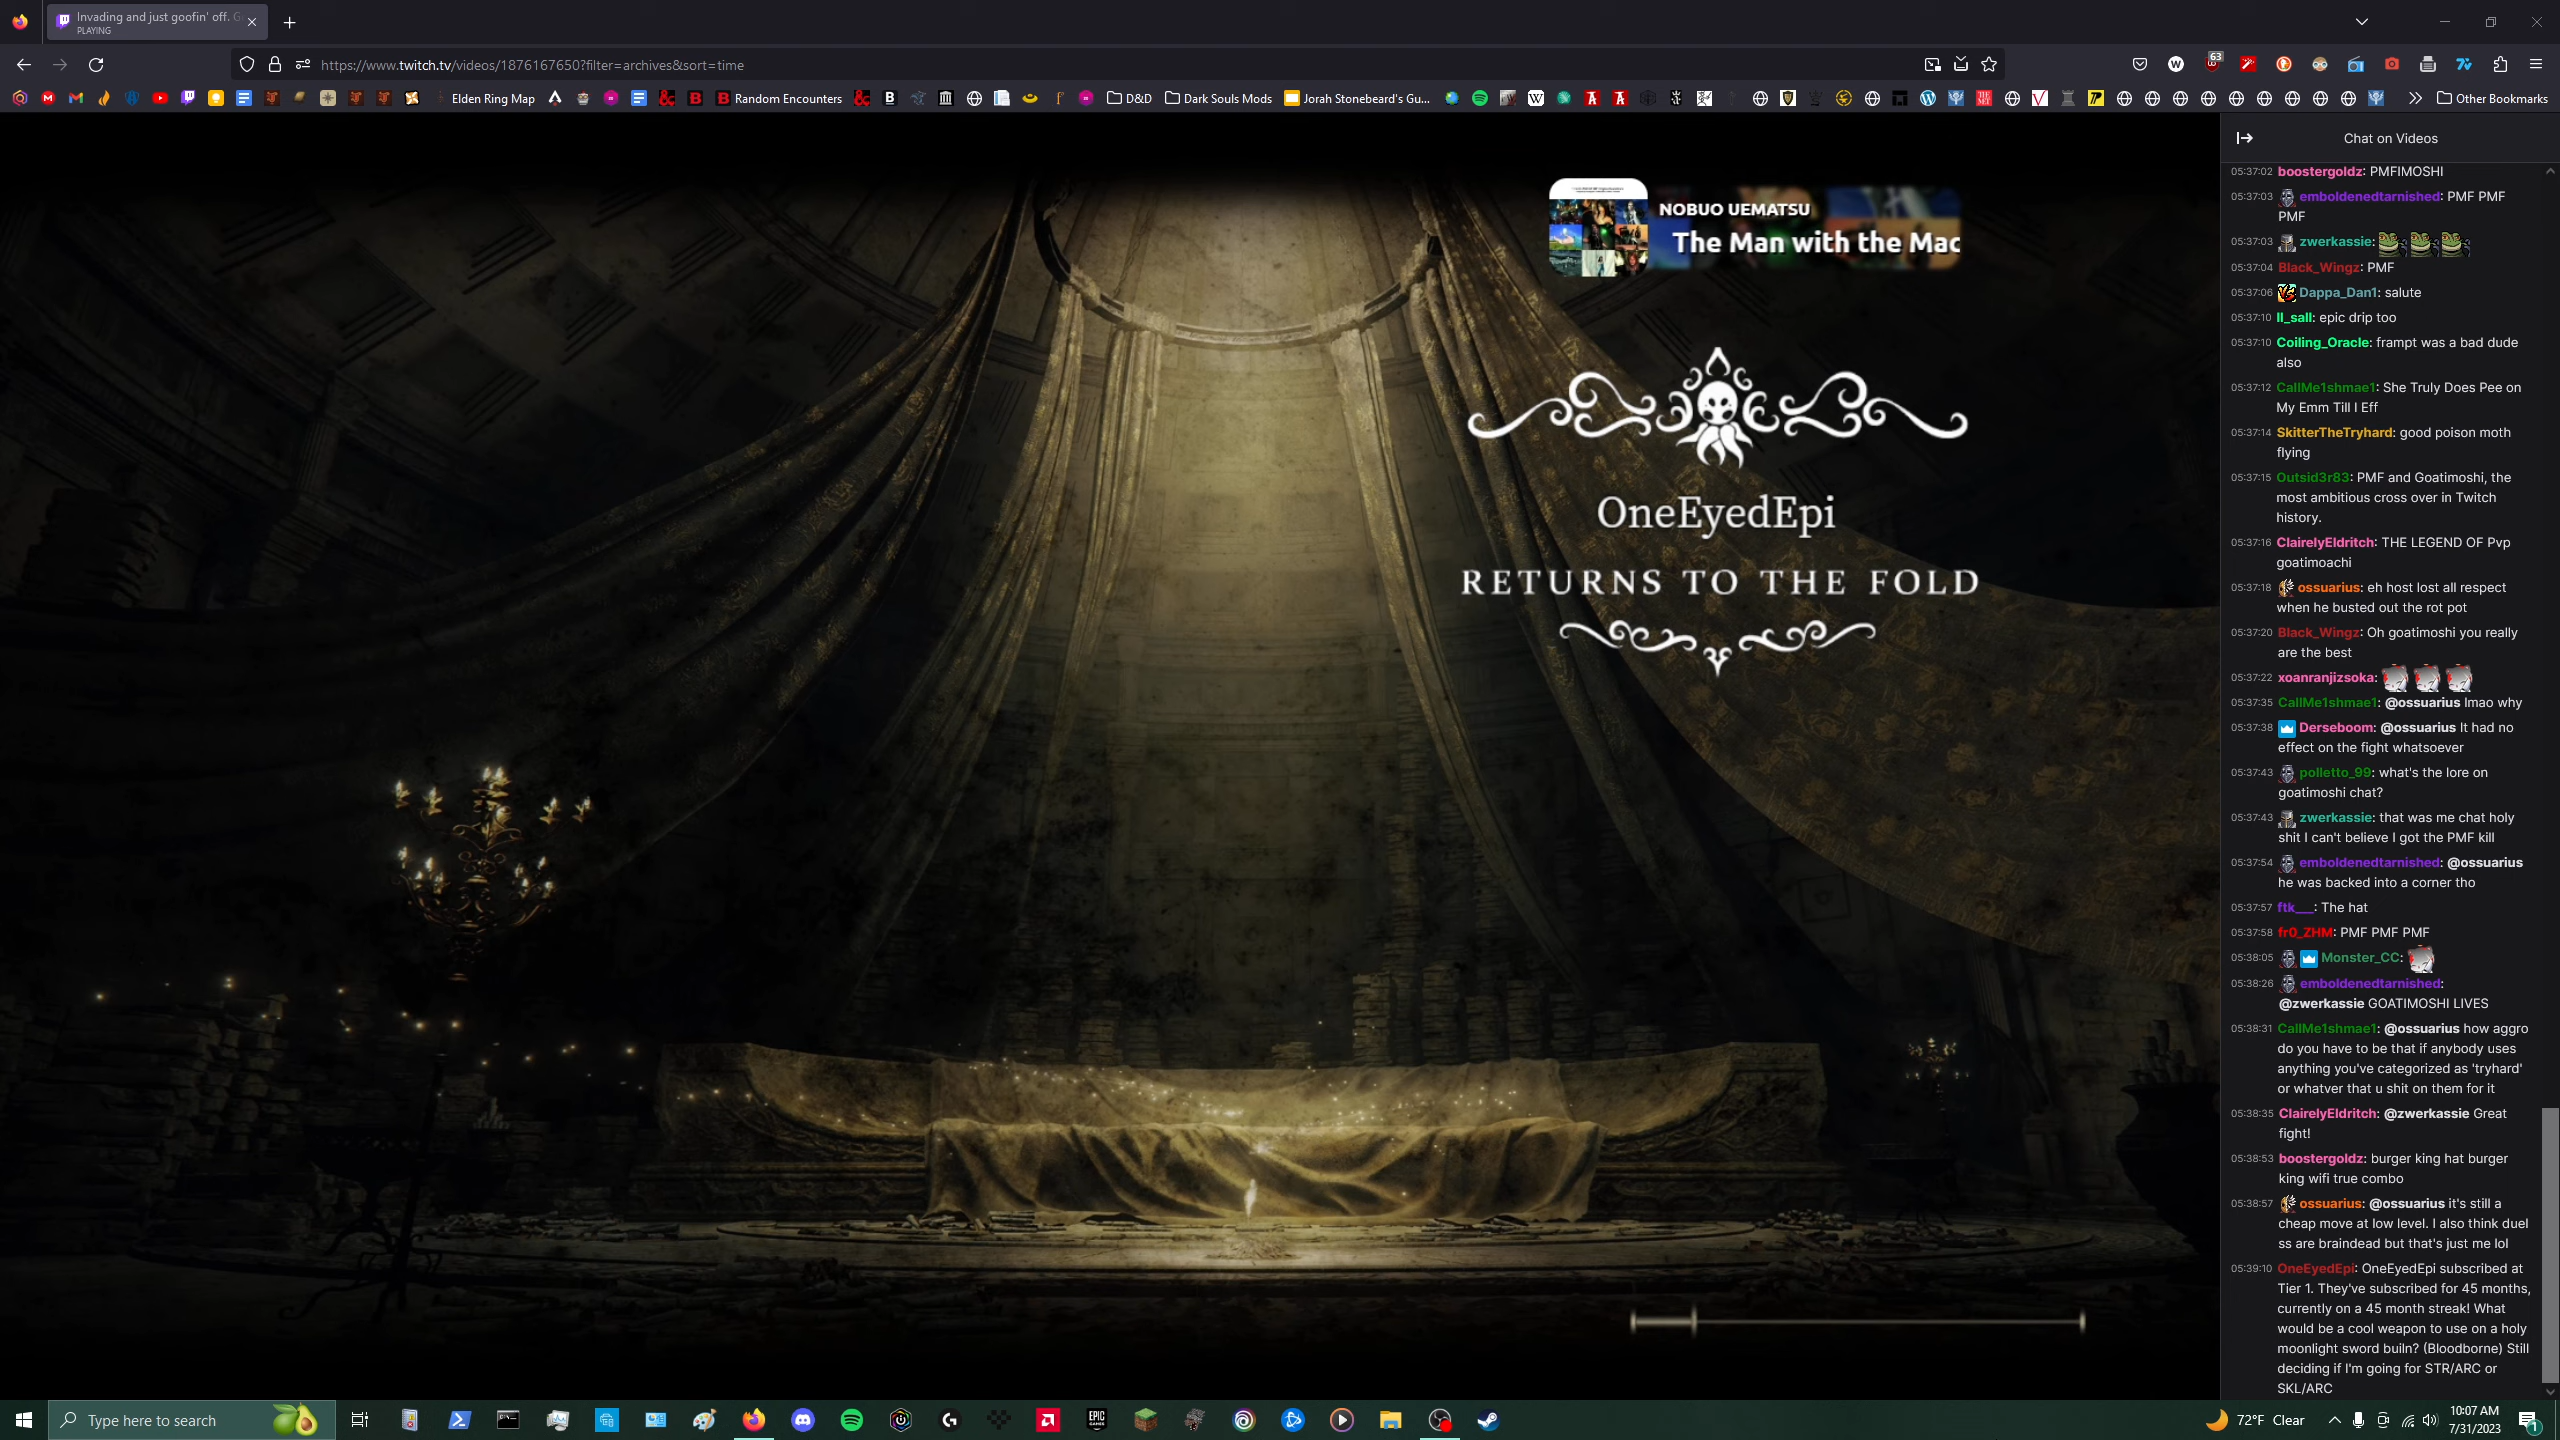 Invading and just goofin' off. G
PLAYING
https://www.twitch.tv/videos/1876167650?filter=archives&sort=time
63
Elden Ring Map
Random Encounters
D&D
Dark Souls Mods
Jorah Stonebeard's Gu...
Other Bookmarks
NOBUO UEMATSU
The Man with the Mac
OneEyedEpi
RETURNS TO THE FOLD
Chat on Videos
05:37:02 boostergoldz: PMFIMOSHI
05:37:03 emboldenedtarnished: PMF PMF
PMF
05:37:03 zwerkassie:
05:37:04 Black_Wingz: PMF
05:37:06 Dappa_Dan1: salute
05:37:10 ll_sall: epic drip too
05:37:10 Coiling_Oracle: frampt was a bad dude
also
05:37:12 CallMe1shmae1: She Truly Does Pee on
My Emm Till I Eff
05:37:14 SkitterTheTryhard: good poison moth
flying
05:37:15 Outsid3r83: PMF and Goatimoshi, the
most ambitious cross over in Twitch
history.
05:37:16 ClairelyEldritch: THE LEGEND OF Pvp
goatimoachi
05:37:18 ossuarius: eh host lost all respect
when he busted out the rot pot
05:37:20 Black_Wingz: Oh goatimoshi you really
are the best
05:37:22 xoanranjizsoka:
05:37:35 CallMe1shmae1: @ossuarius lmao why
05:37:38 Derseboom: @ossuarius It had no
effect on the fight whatsoever
05:37:43 polletto_99: what's the lore on
goatimoshi chat?
05:37:43 zwerkassie: that was me chat holy
shit I can't believe I got the PMF kill
05:37:54 emboldenedtarnished: @ossuarius
he was backed into a corner tho
05:37:57 ftk___: The hat
05:37:58 fr0_ZHM: PMF PMF PMF
05:38:05 Monster_CC:
05:38:26 emboldenedtarnished:
@zwerkassie GOATIMOSHI LIVES
05:38:31 CallMe1shmae1: @ossuarius how aggro
do you have to be that if anybody uses
anything you've categorized as 'tryhard'
or whatver that u shit on them for it
05:38:35 ClairelyEldritch: @zwerkassie Great
fight!
05:38:53 boostergoldz: burger king hat burger
king wifi true combo
05:38:57 ossuarius: @ossuarius it's still a
cheap move at low level. I also think duel
ss are braindead but that's just me lol
05:39:10 OneEyedEpi: OneEyedEpi subscribed at
Tier 1. They've subscribed for 45 months,
currently on a 45 month streak! What
would be a cool weapon to use on a holy
moonlight sword builn? (Bloodborne) Still
deciding if I'm going for STR/ARC or
SKL/ARC
Type here to search
EPIC
GAMES
72°F Clear
10:07 AM
7/31/2023
1